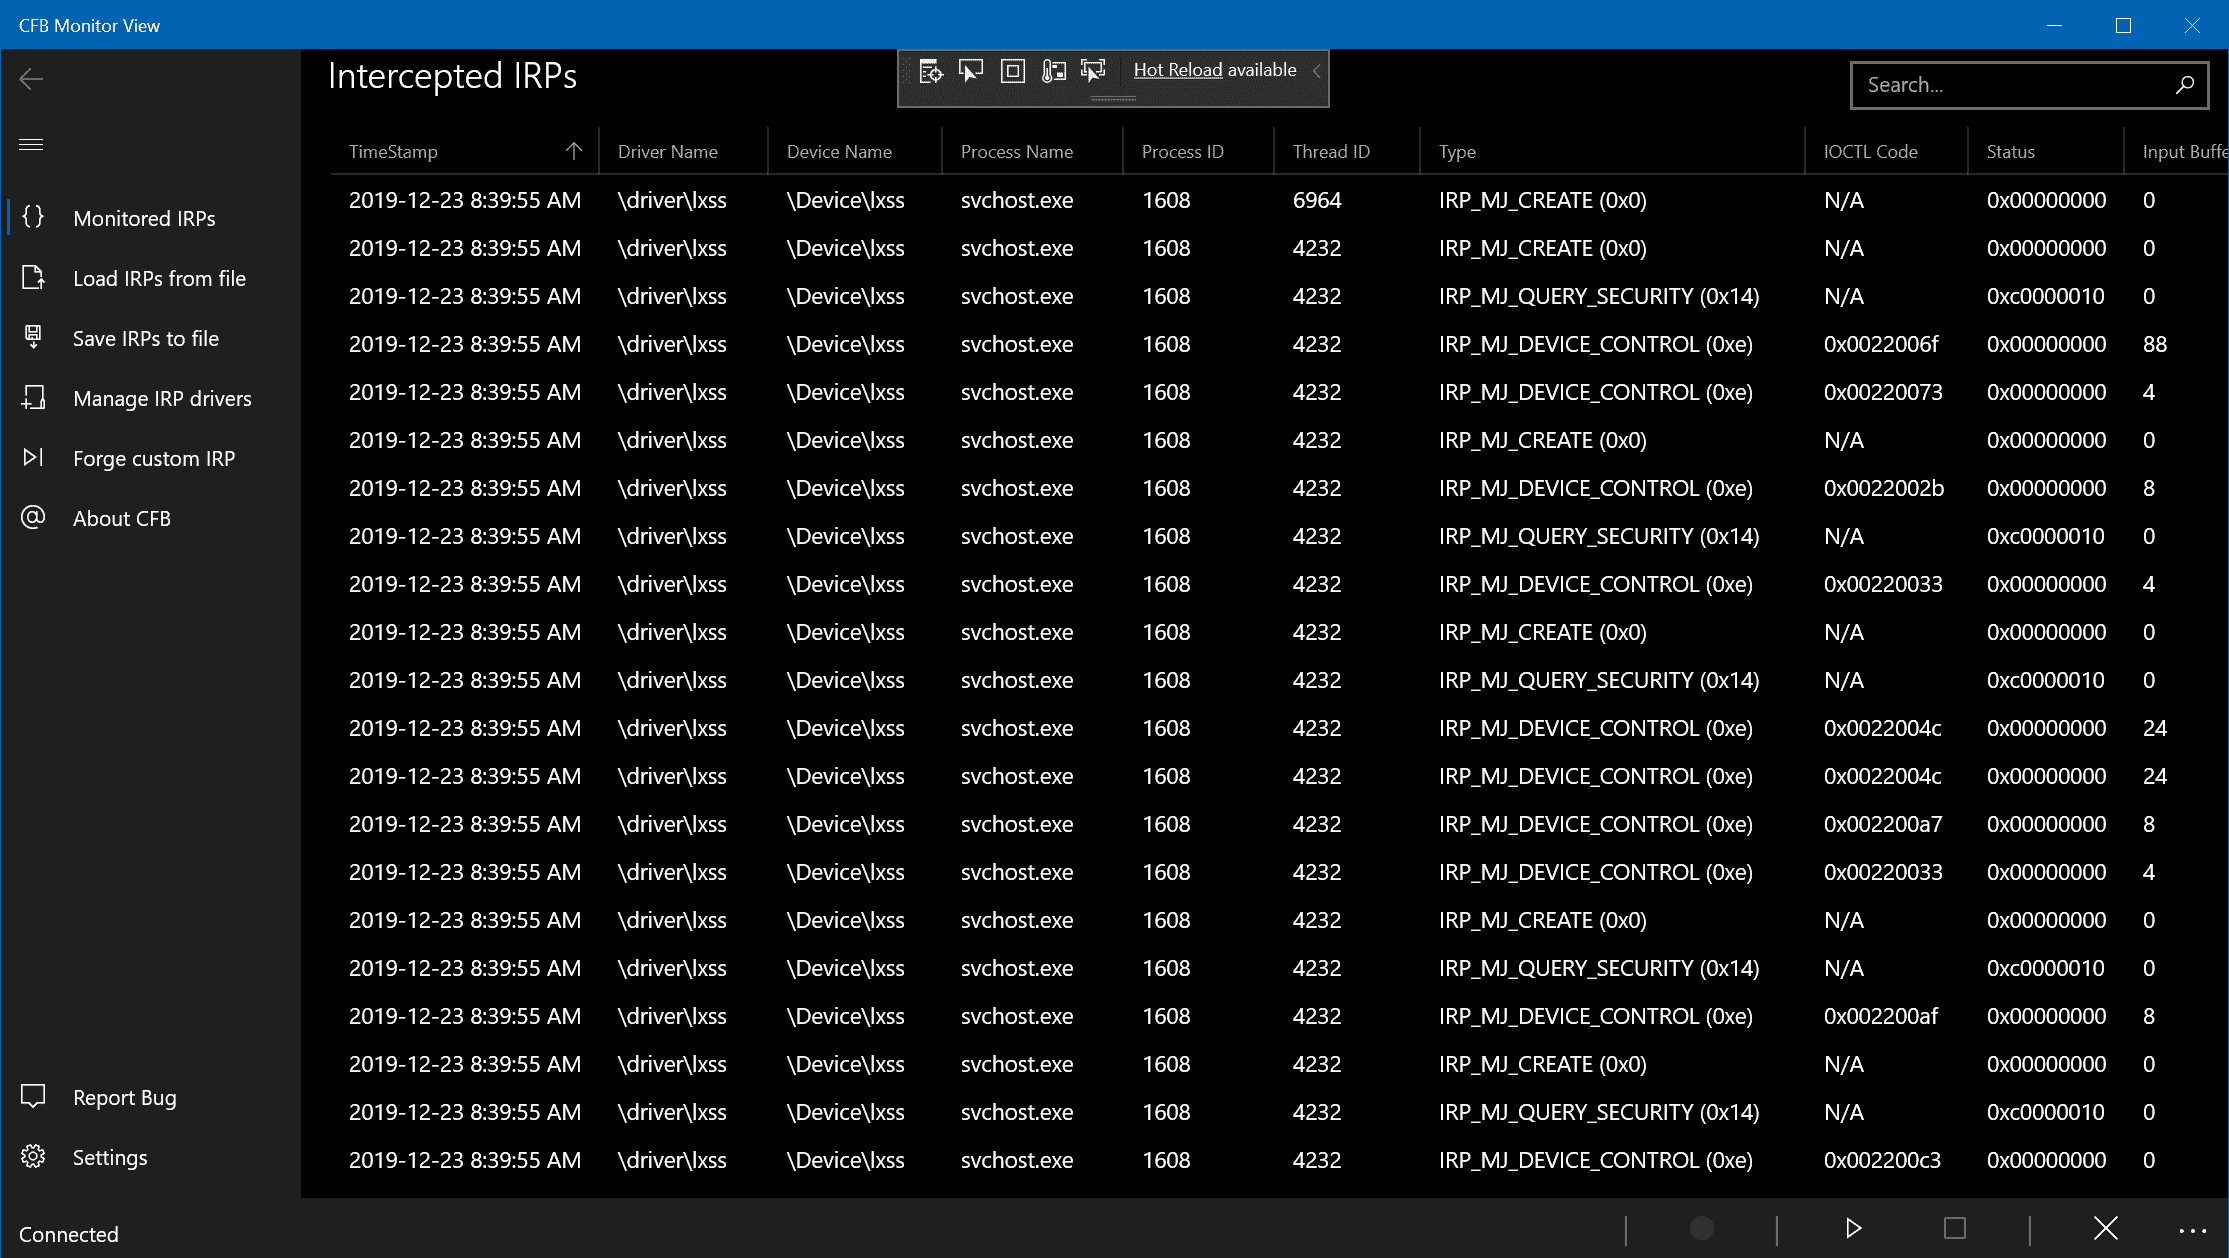 CFB Monitor View
Intercepted IRPs
Hot Reload available
Search...
Monitored IRPs
Load IRPs from file
Save IRPs to file
Manage IRP drivers
Forge custom IRP
About CFB
Report Bug
Settings
TimeStamp Driver Name Device Name Process Name Process ID Thread ID Type IOCTL Code Status Input Buffe
2019-12-23 8:39:55 AM \driver\lxss \Device\lxss svchost.exe 1608 6964 IRP_MJ_CREATE (0x0) N/A 0x00000000 0
2019-12-23 8:39:55 AM \driver\lxss \Device\lxss svchost.exe 1608 4232 IRP_MJ_CREATE (0x0) N/A 0x00000000 0
2019-12-23 8:39:55 AM \driver\lxss \Device\lxss svchost.exe 1608 4232 IRP_MJ_QUERY_SECURITY (0x14) N/A 0xc0000010 0
2019-12-23 8:39:55 AM \driver\lxss \Device\lxss svchost.exe 1608 4232 IRP_MJ_DEVICE_CONTROL (0xe) 0x0022006f 0x00000000 88
2019-12-23 8:39:55 AM \driver\lxss \Device\lxss svchost.exe 1608 4232 IRP_MJ_DEVICE_CONTROL (0xe) 0x00220073 0x00000000 4
2019-12-23 8:39:55 AM \driver\lxss \Device\lxss svchost.exe 1608 4232 IRP_MJ_CREATE (0x0) N/A 0x00000000 0
2019-12-23 8:39:55 AM \driver\lxss \Device\lxss svchost.exe 1608 4232 IRP_MJ_DEVICE_CONTROL (0xe) 0x0022002b 0x00000000 8
2019-12-23 8:39:55 AM \driver\lxss \Device\lxss svchost.exe 1608 4232 IRP_MJ_QUERY_SECURITY (0x14) N/A 0xc0000010 0
2019-12-23 8:39:55 AM \driver\lxss \Device\lxss svchost.exe 1608 4232 IRP_MJ_DEVICE_CONTROL (0xe) 0x00220033 0x00000000 4
2019-12-23 8:39:55 AM \driver\lxss \Device\lxss svchost.exe 1608 4232 IRP_MJ_CREATE (0x0) N/A 0x00000000 0
2019-12-23 8:39:55 AM \driver\lxss \Device\lxss svchost.exe 1608 4232 IRP_MJ_QUERY_SECURITY (0x14) N/A 0xc0000010 0
2019-12-23 8:39:55 AM \driver\lxss \Device\lxss svchost.exe 1608 4232 IRP_MJ_DEVICE_CONTROL (0xe) 0x0022004c 0x00000000 24
2019-12-23 8:39:55 AM \driver\lxss \Device\lxss svchost.exe 1608 4232 IRP_MJ_DEVICE_CONTROL (0xe) 0x0022004c 0x00000000 24
2019-12-23 8:39:55 AM \driver\lxss \Device\lxss svchost.exe 1608 4232 IRP_MJ_DEVICE_CONTROL (0xe) 0x002200a7 0x00000000 8
2019-12-23 8:39:55 AM \driver\lxss \Device\lxss svchost.exe 1608 4232 IRP_MJ_DEVICE_CONTROL (0xe) 0x00220033 0x00000000 4
2019-12-23 8:39:55 AM \driver\lxss \Device\lxss svchost.exe 1608 4232 IRP_MJ_CREATE (0x0) N/A 0x00000000 0
2019-12-23 8:39:55 AM \driver\lxss \Device\lxss svchost.exe 1608 4232 IRP_MJ_QUERY_SECURITY (0x14) N/A 0xc0000010 0
2019-12-23 8:39:55 AM \driver\lxss \Device\lxss svchost.exe 1608 4232 IRP_MJ_DEVICE_CONTROL (0xe) 0x002200af 0x00000000 8
2019-12-23 8:39:55 AM \driver\lxss \Device\lxss svchost.exe 1608 4232 IRP_MJ_CREATE (0x0) N/A 0x00000000 0
2019-12-23 8:39:55 AM \driver\lxss \Device\lxss svchost.exe 1608 4232 IRP_MJ_QUERY_SECURITY (0x14) N/A 0xc0000010 0
2019-12-23 8:39:55 AM \driver\lxss \Device\lxss svchost.exe 1608 4232 IRP_MJ_DEVICE_CONTROL (0xe) 0x002200c3 0x00000000 0
Connected